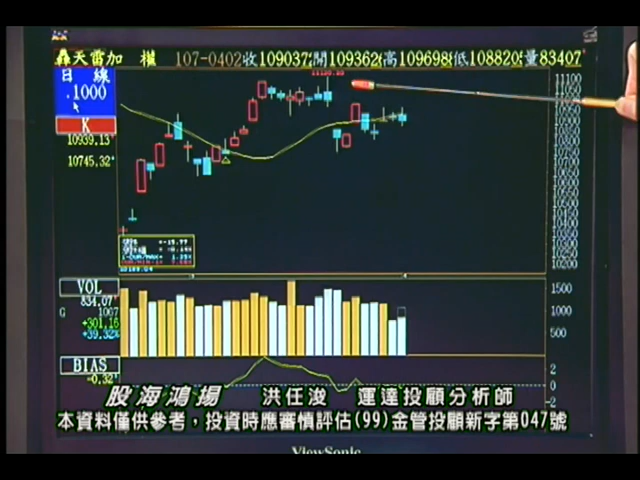 轟天雷加 權 107-0402收109037開109362高109698低108820量83407
日 線
.1000
K
10939.13
10745.32
11100
10200
VOL
834.07
G 1007
+301.16
+39.32%
1500
1000
500
BIAS
-0.32
2
0
-2
股海鴻揚 洪任浚 運達投顧分析師
本資料僅供參考，投資時應審慎評估(99)金管投顧新字第047號
ViewSonic